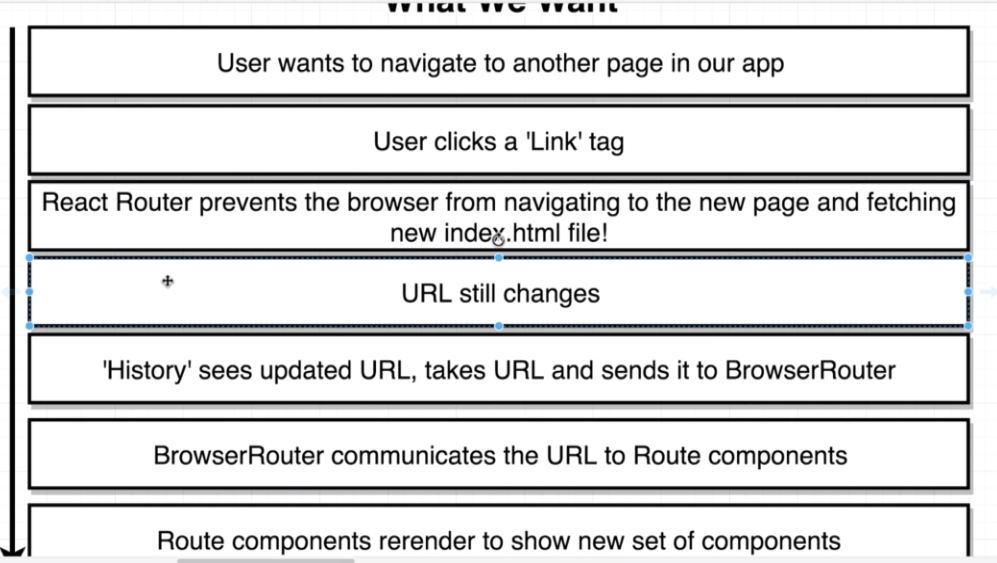 What We Want
User wants to navigate to another page in our app
User clicks a 'Link' tag
React Router prevents the browser from navigating to the new page and fetching
new index.html file!
URL still changes
'History' sees updated URL, takes URL and sends it to BrowserRouter
BrowserRouter communicates the URL to Route components
Route components rerender to show new set of components